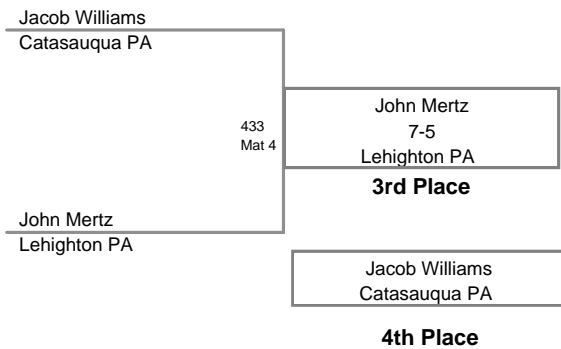 Jacob Williams
Catasauqua PA
433
Mat 4
John Mertz
7-5
Lehighton PA
3rd Place
John Mertz
Lehighton PA
Jacob Williams
Catasauqua PA
4th Place